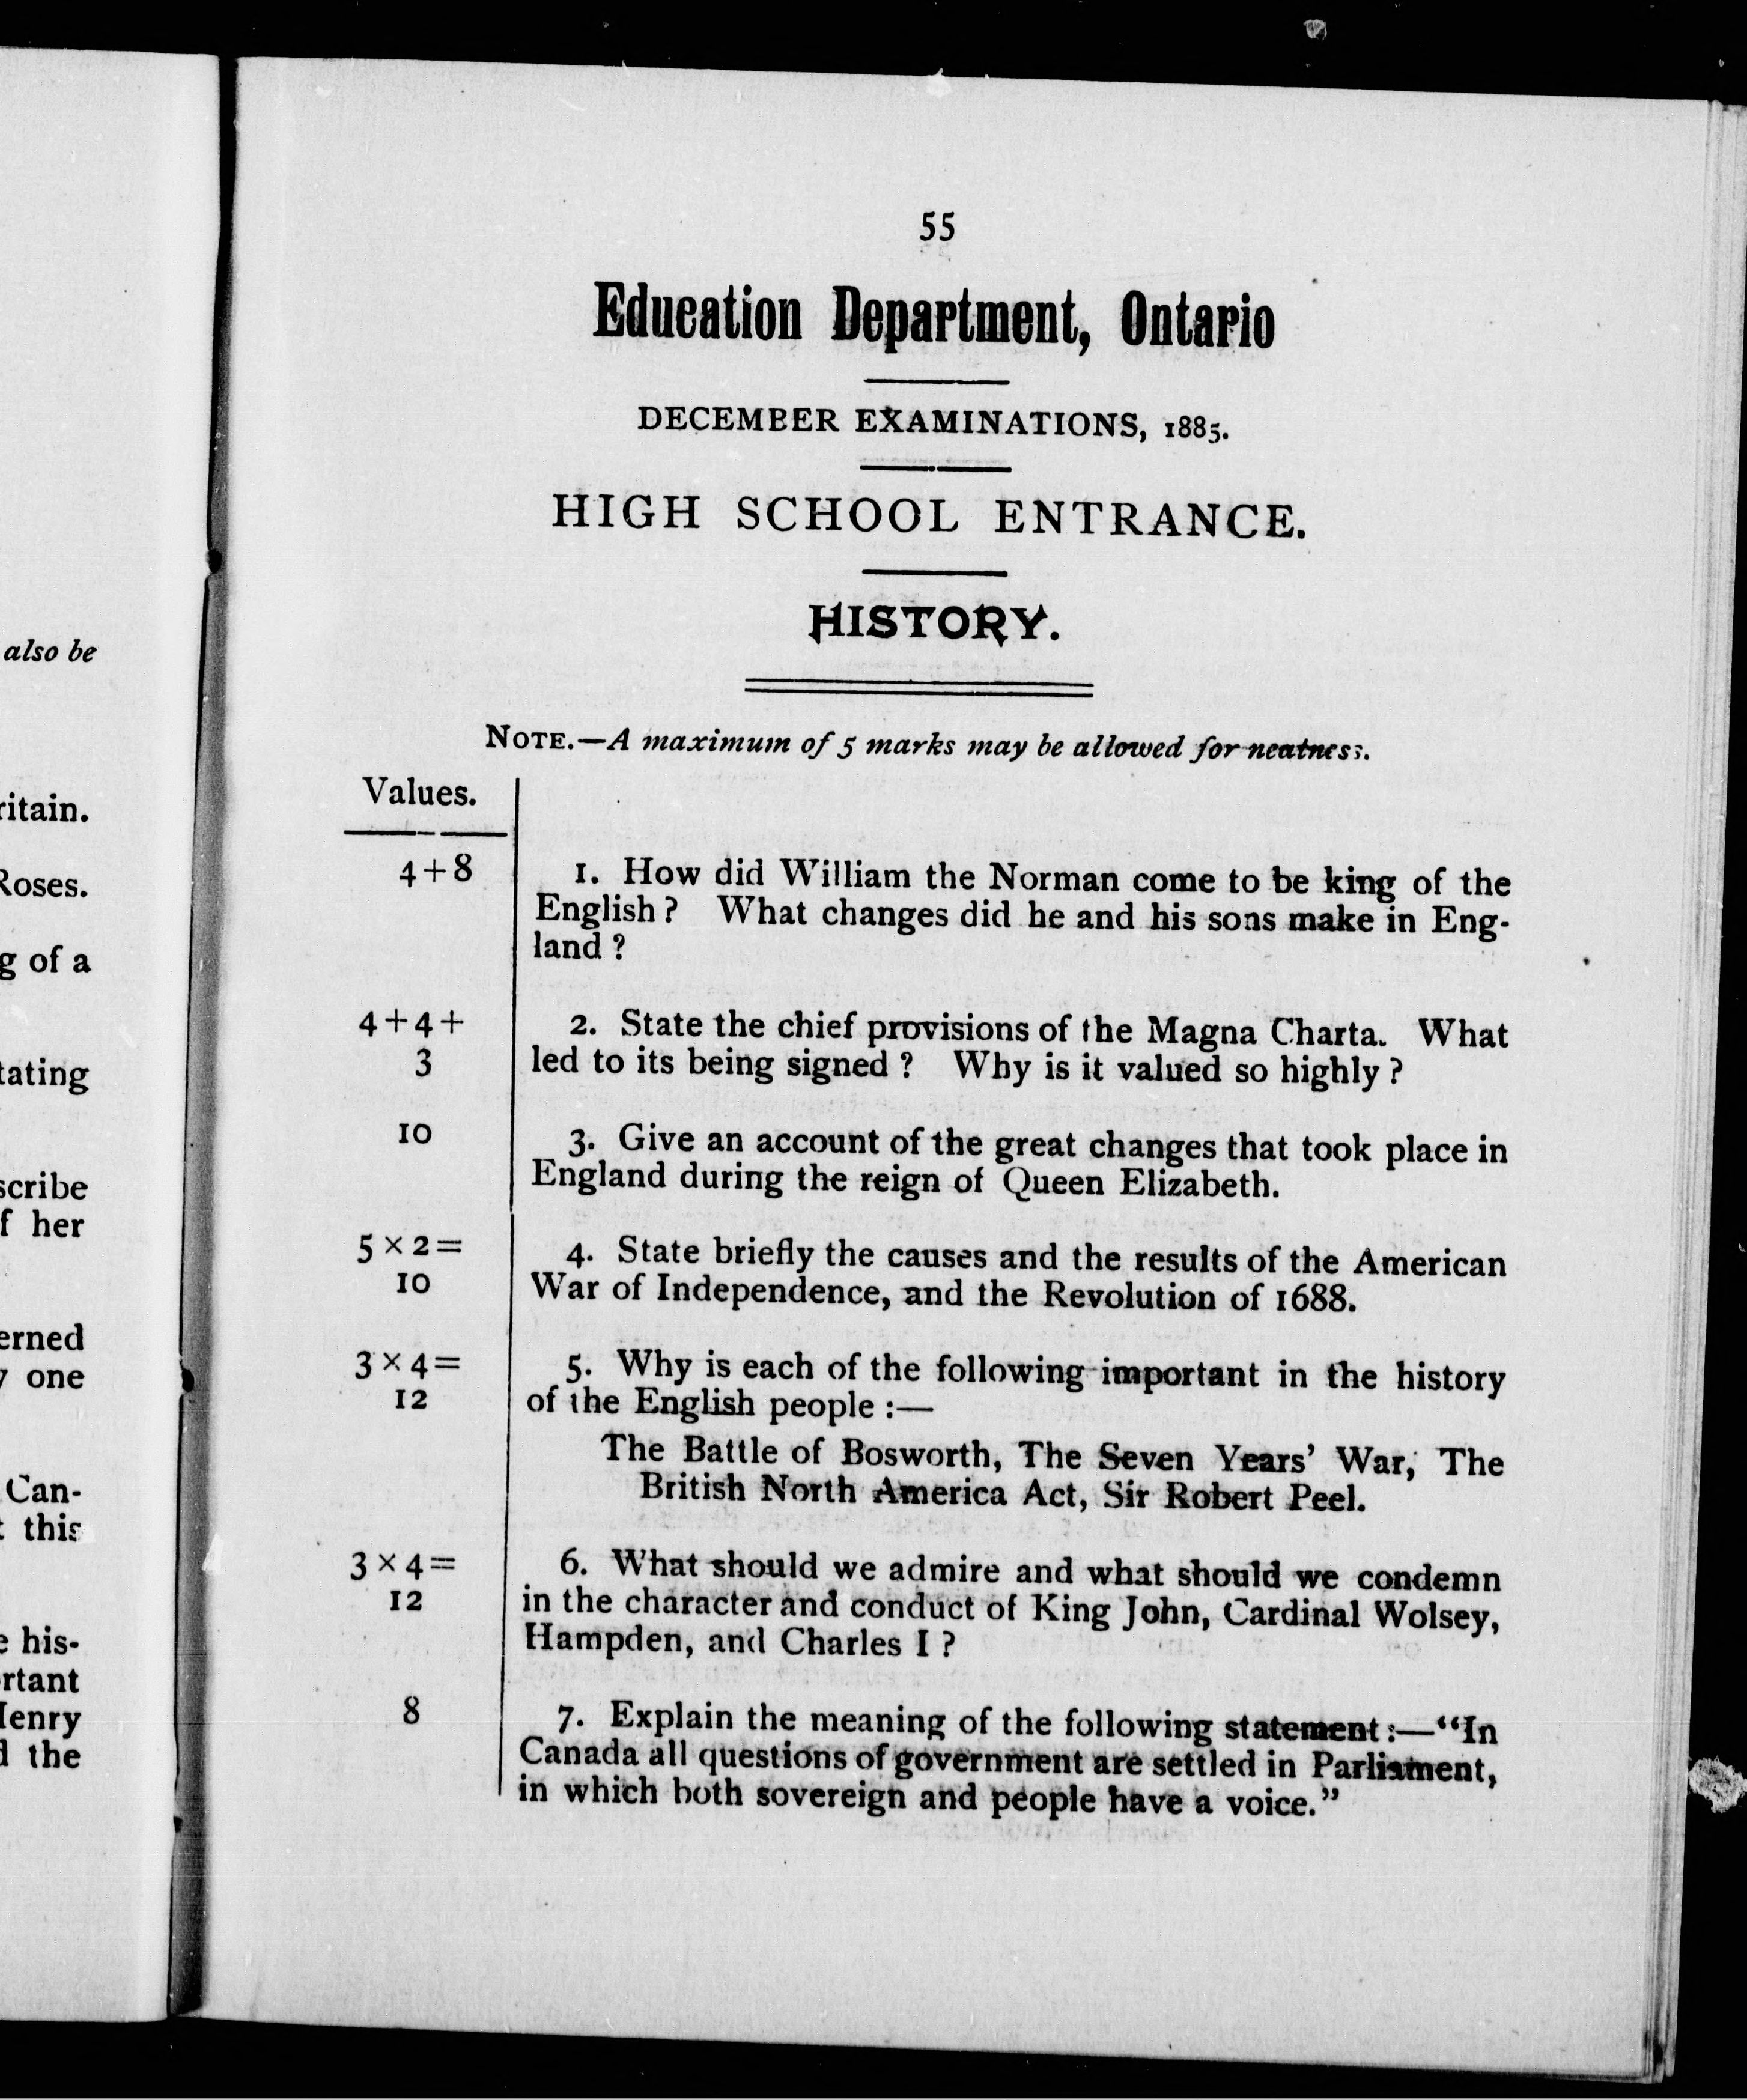 also be
ritain.
Roses.
g of a
tating
scribe
f her
erned
y one
Can-
t this
e his-
rtant
Henry
d the
55
Education Department, Ontario
DECEMBER EXAMINATIONS, 1885.
HIGH SCHOOL ENTRANCE.
HISTORY.
NOTE.—A maximum of 5 marks may be allowed for neatness.
Values.
4+8
1. How did William the Norman come to be king of the
English? What changes did he and his sons make in Eng-
land?
4+4+
3
2. State the chief provisions of the Magna Charta. What
led to its being signed? Why is it valued so highly?
10
3. Give an account of the great changes that took place in
England during the reign of Queen Elizabeth.
5×2=
10
4. State briefly the causes and the results of the American
War of Independence, and the Revolution of 1688.
3×4=
12
5. Why is each of the following important in the history
of the English people:—
The Battle of Bosworth, The Seven Years' War, The
British North America Act, Sir Robert Peel.
3×4=
12
6. What should we admire and what should we condemn
in the character and conduct of King John, Cardinal Wolsey,
Hampden, and Charles I?
8
7. Explain the meaning of the following statement:—"In
Canada all questions of government are settled in Parliament,
in which both sovereign and people have a voice."